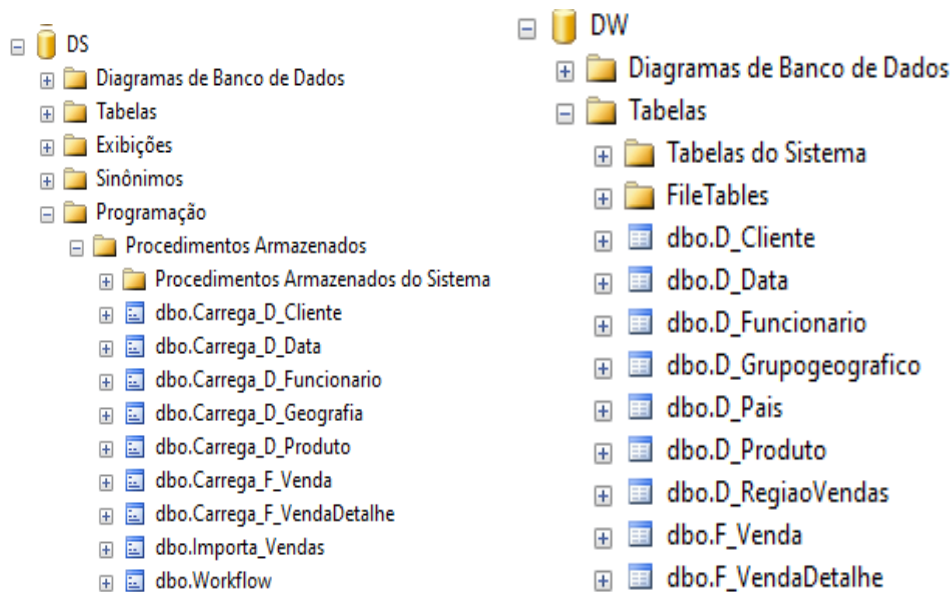 DS
Diagramas de Banco de Dados
Tabelas
Exibições
Sinônimos
Programação
Procedimentos Armazenados
Procedimentos Armazenados do Sistema
dbo.Carrega_D_Cliente
dbo.Carrega_D_Data
dbo.Carrega_D_Funcionario
dbo.Carrega_D_Geografia
dbo.Carrega_D_Produto
dbo.Carrega_F_Venda
dbo.Carrega_F_VendaDetalhe
dbo.Importa_Vendas
dbo.Workflow
DW
Diagramas de Banco de Dados
Tabelas
Tabelas do Sistema
FileTables
dbo.D_Cliente
dbo.D_Data
dbo.D_Funcionario
dbo.D_Grupogeografico
dbo.D_Pais
dbo.D_Produto
dbo.D_RegiaoVendas
dbo.F_Venda
dbo.F_VendaDetalhe